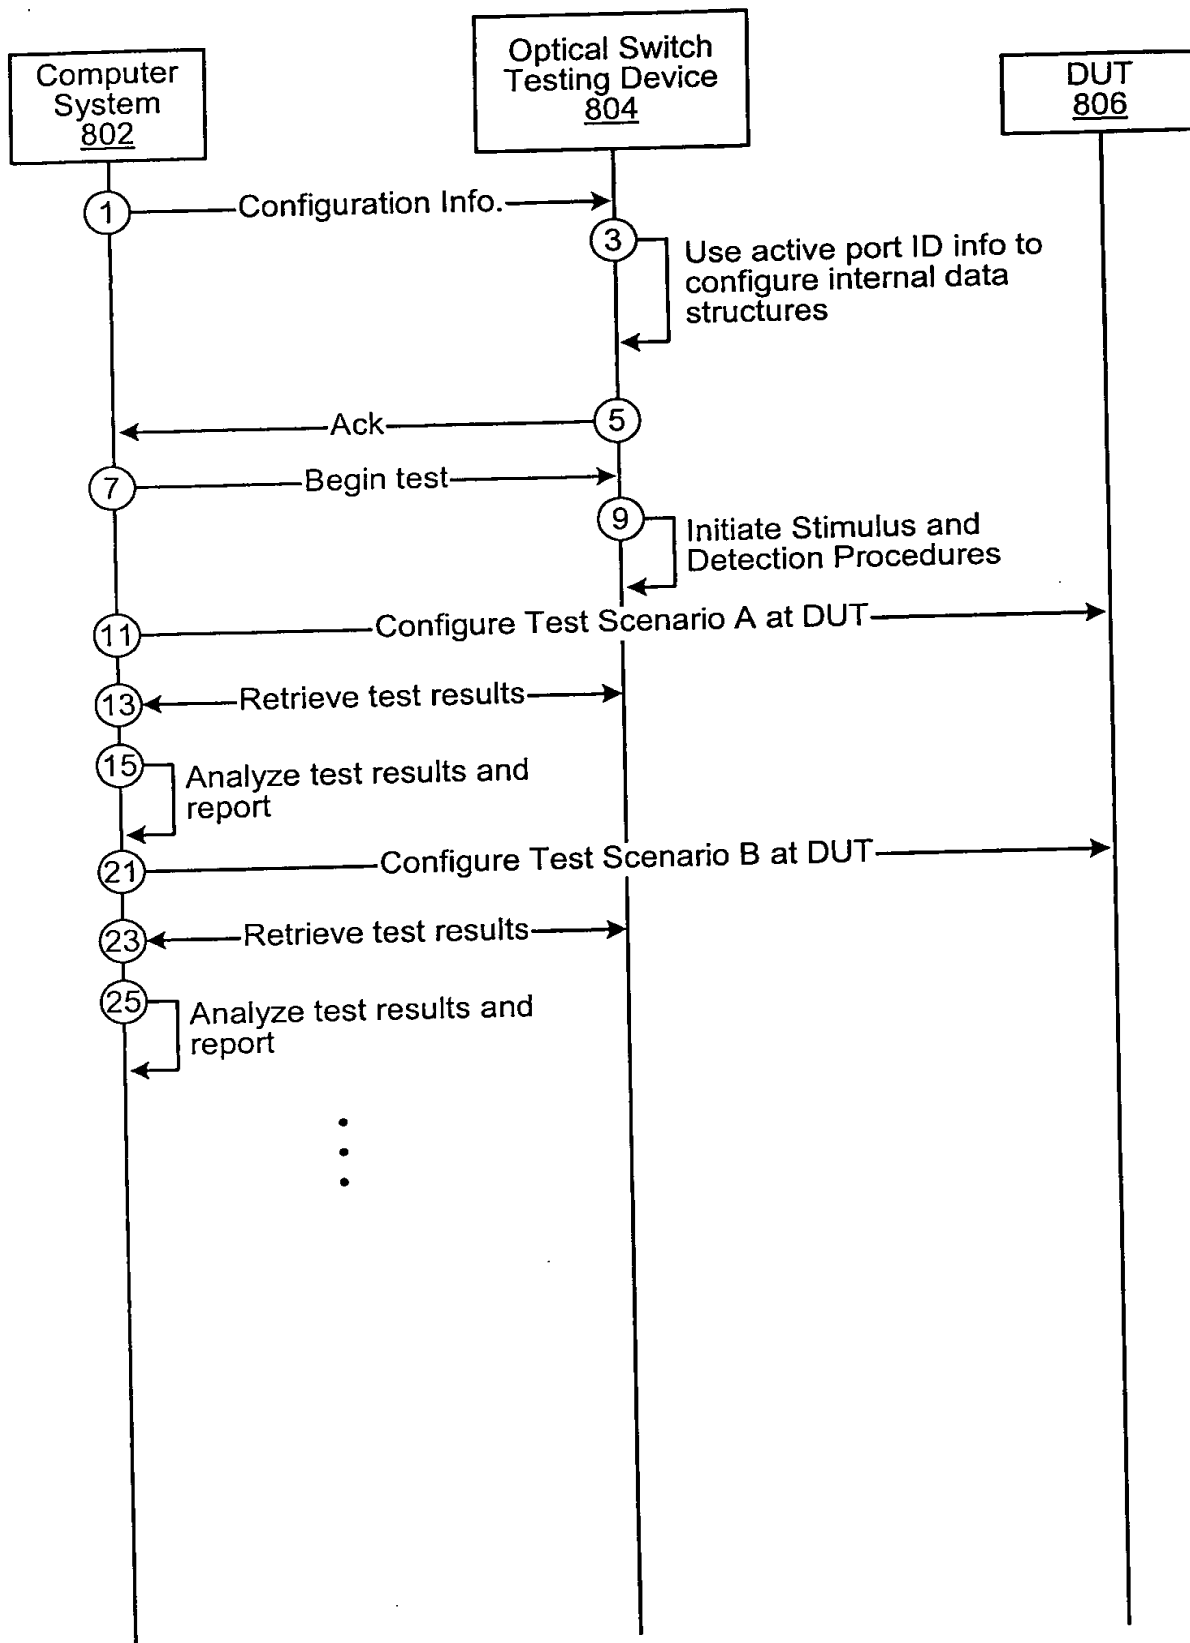 Computer
System
802
Optical Switch
Testing Device
804
DUT
806
1
Configuration Info.
3
Use active port ID info to
configure internal data
structures
Ack
5
7
Begin test
9
Initiate Stimulus and
Detection Procedures
11
Configure Test Scenario A at DUT
13
Retrieve test results
15
Analyze test results and
report
21
Configure Test Scenario B at DUT
23
Retrieve test results
25
Analyze test results and
report